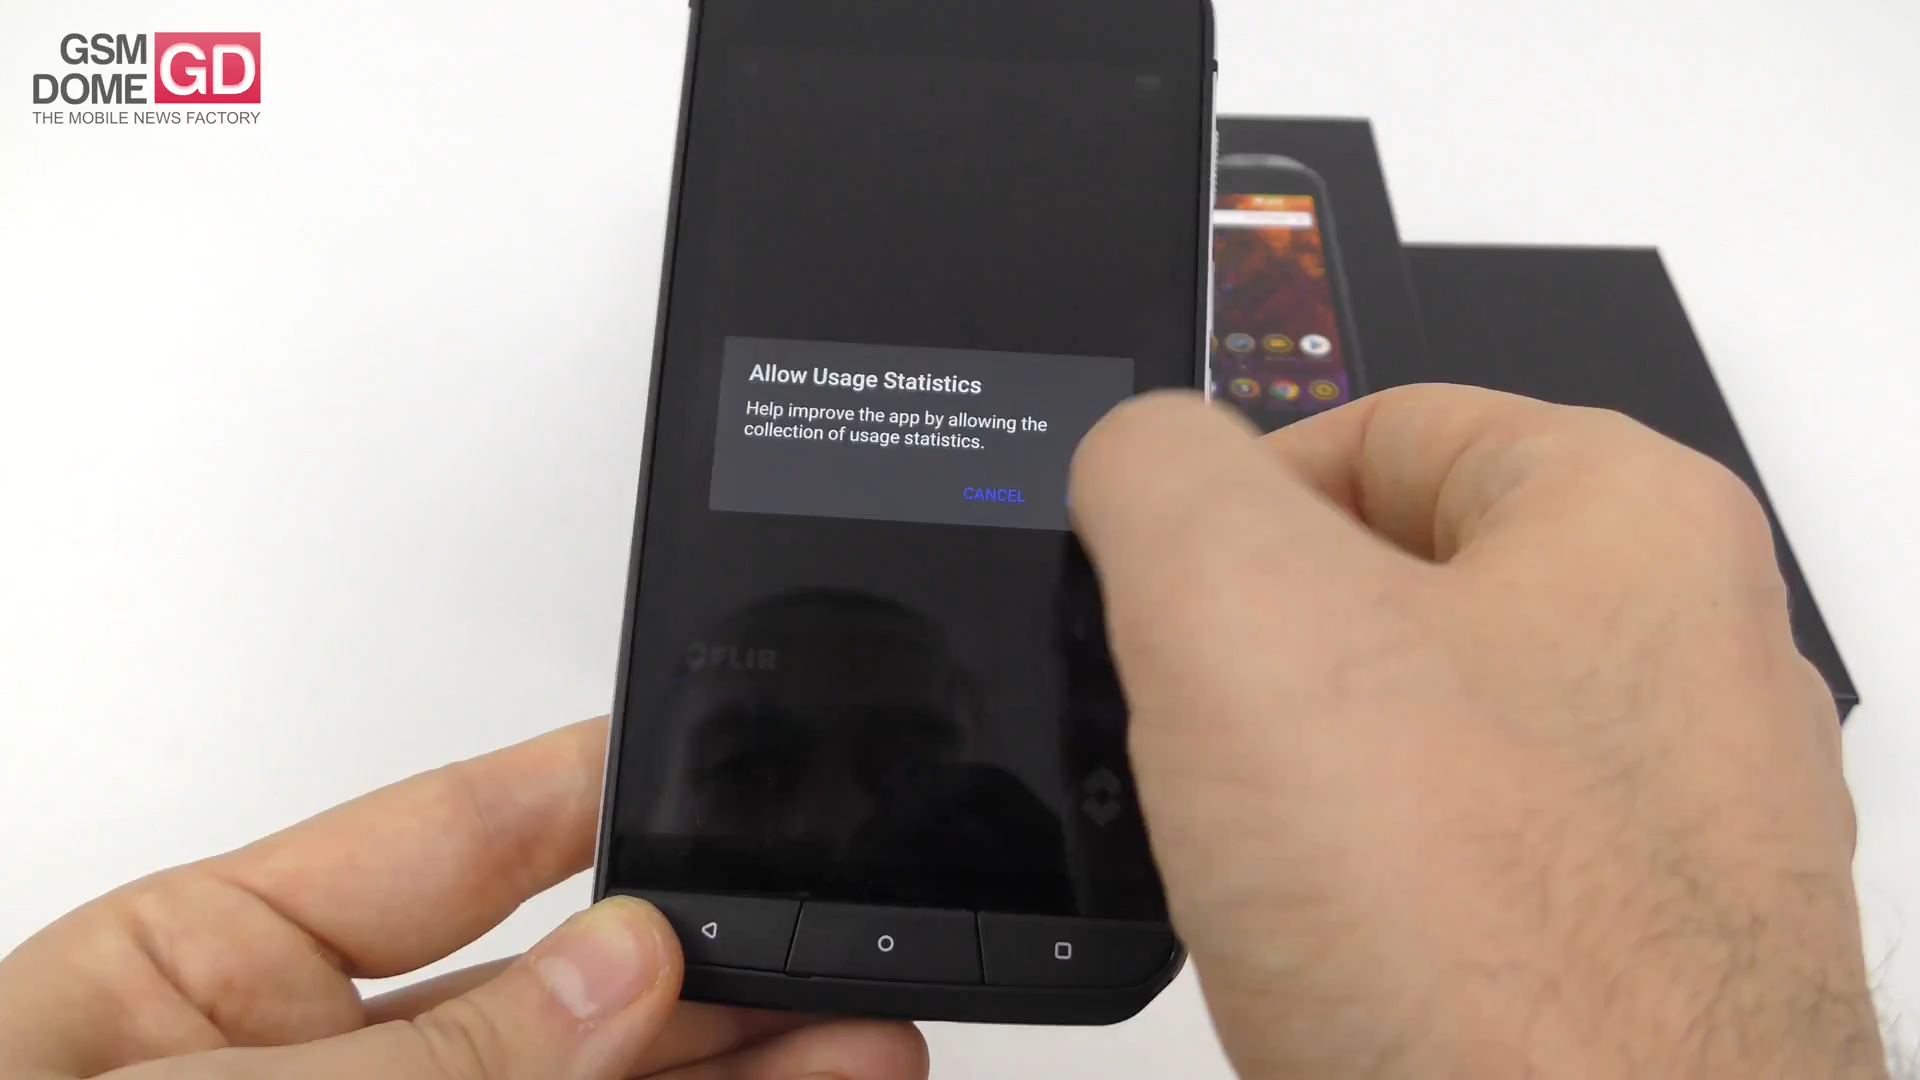 GSM
DOME GD
THE MOBILE NEWS FACTORY
Allow Usage Statistics
Help improve the app by allowing the
collection of usage statistics.
CANCEL
FLIR